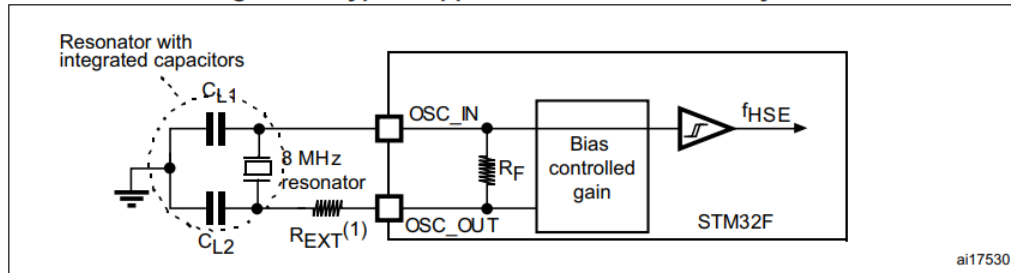 Resonator with
integrated capacitors
CL1
OSC_IN
fHSE
8 MHz
resonator
RF
Bias
controlled
gain
REXT(1)
OSC_OUT
STM32F
CL2
ai17530